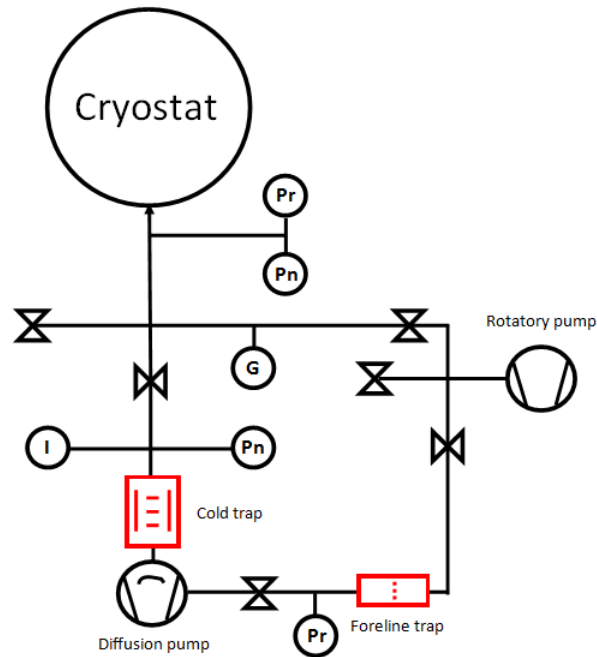 Cryostat
Pr
Pn
Rotatory pump
G
I
Pn
Cold trap
Diffusion pump
Pr
Foreline trap